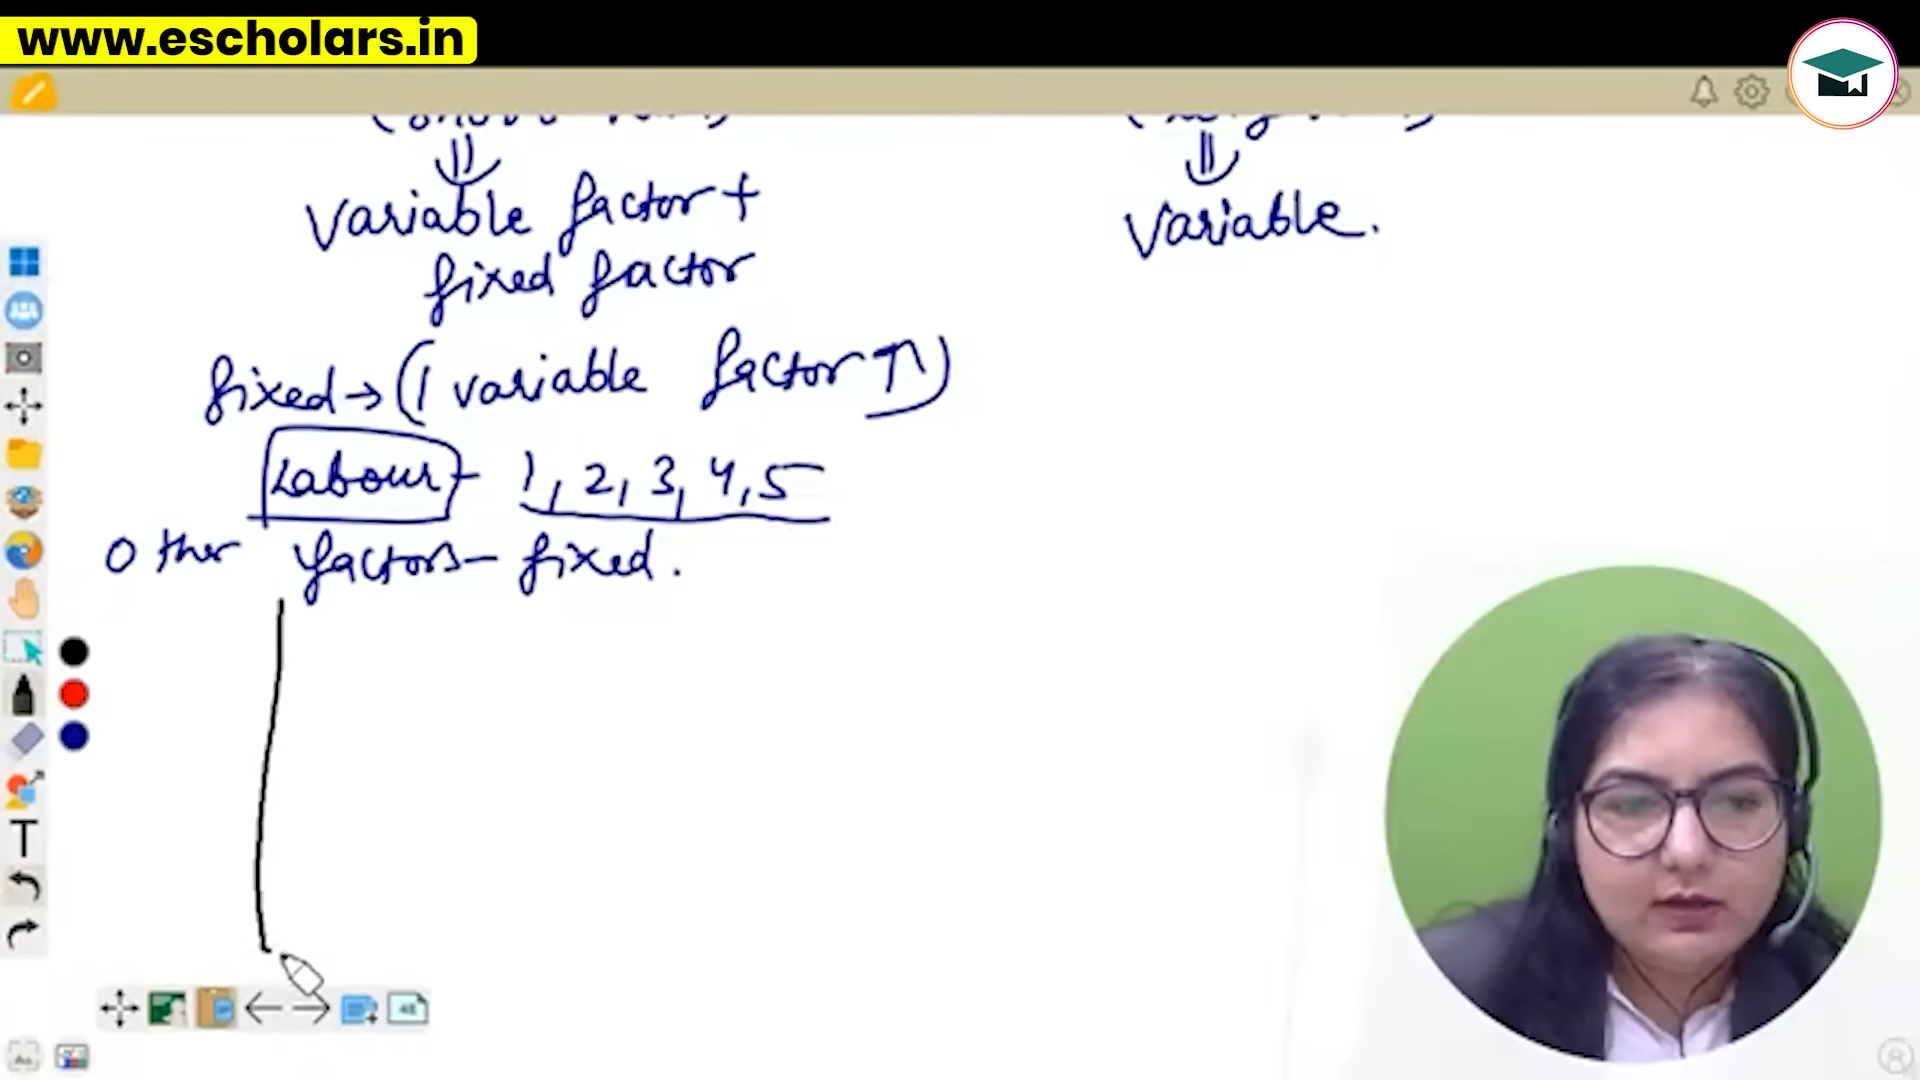 www.escholars.in
Variable factor +
fixed factor
Variable.
fixed → (1 variable factor ↑)
Labour - 1, 2, 3, 4, 5
Other factors - fixed.
T